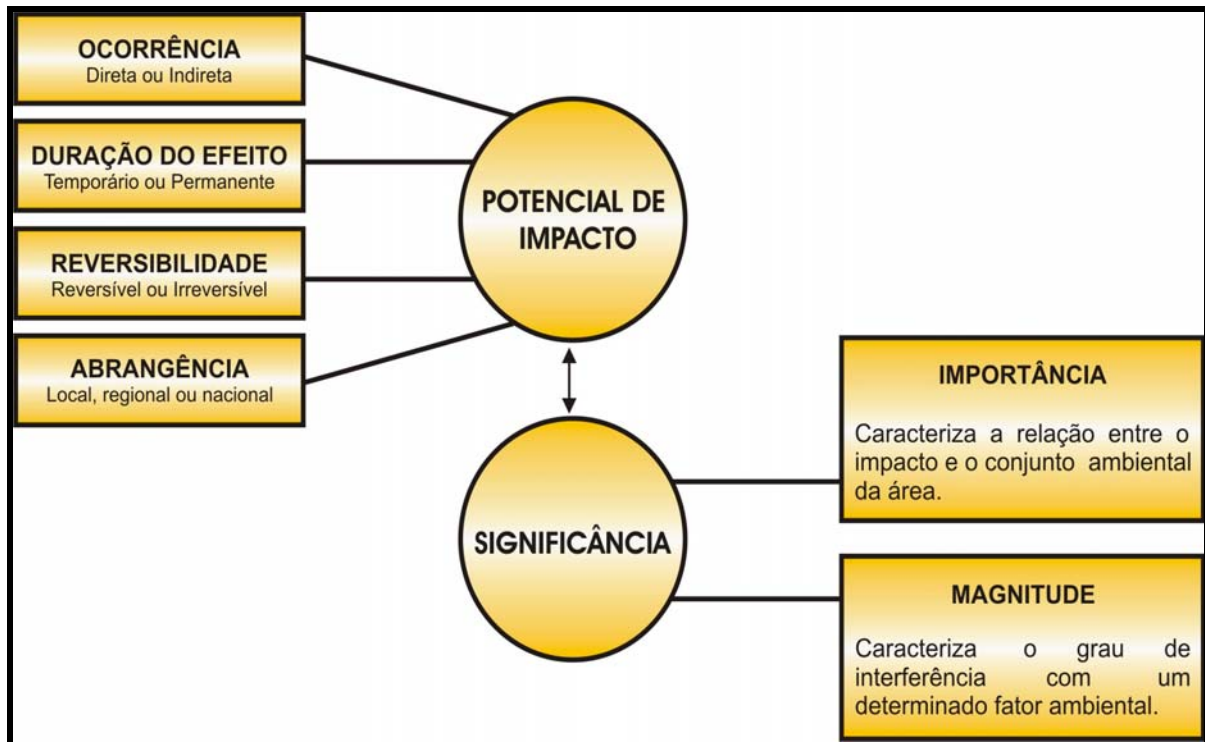 OCORRÊNCIA
Direta ou Indireta
DURAÇÃO DO EFEITO
Temporário ou Permanente
REVERSIBILIDADE
Reversível ou Irreversível
ABRANGÊNCIA
Local, regional ou nacional
POTENCIAL DE
IMPACTO
SIGNIFICÂNCIA
IMPORTÂNCIA
Caracteriza a relação entre o
impacto e o conjunto ambiental
da área.
MAGNITUDE
Caracteriza o grau de
interferência com um
determinado fator ambiental.